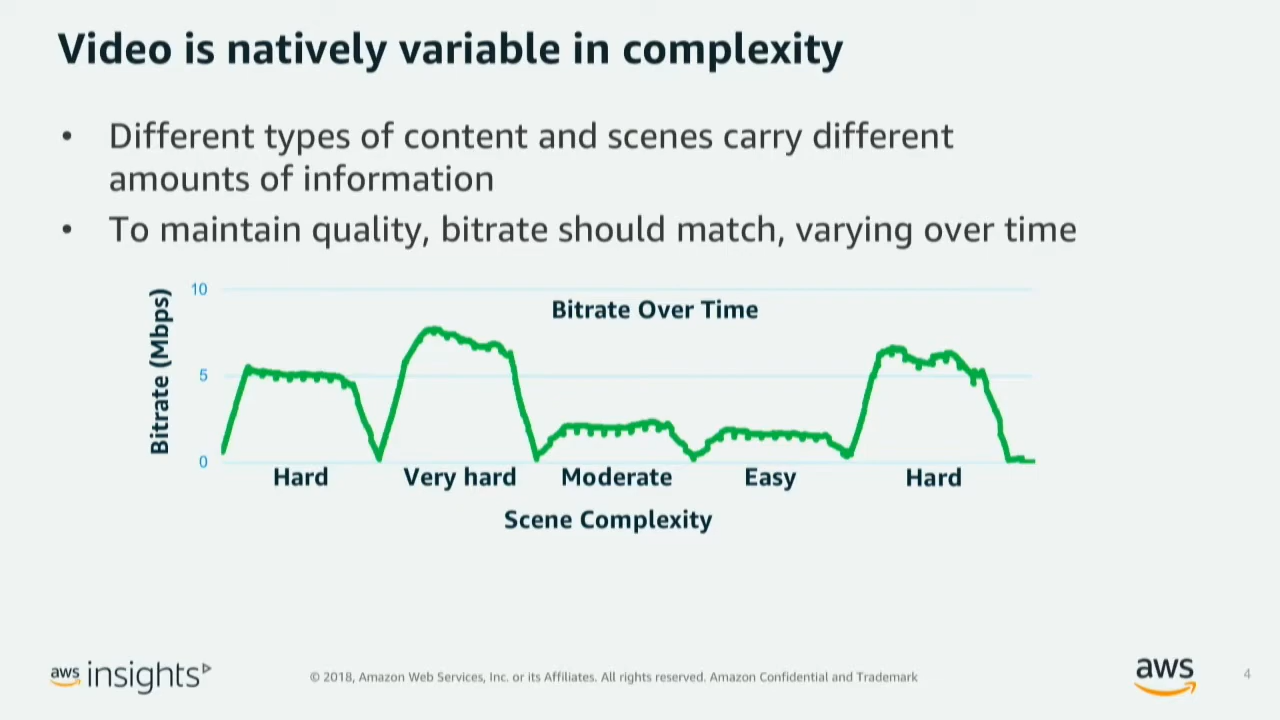 Video is natively variable in complexity
• Different types of content and scenes carry different
amounts of information
• To maintain quality, bitrate should match, varying over time
Bitrate Over Time
Bitrate (Mbps)
10
5
0
Hard
Very hard
Moderate
Easy
Hard
Scene Complexity
aws insights
© 2018, Amazon Web Services, Inc. or its Affiliates. All rights reserved. Amazon Confidential and Trademark
aws
4